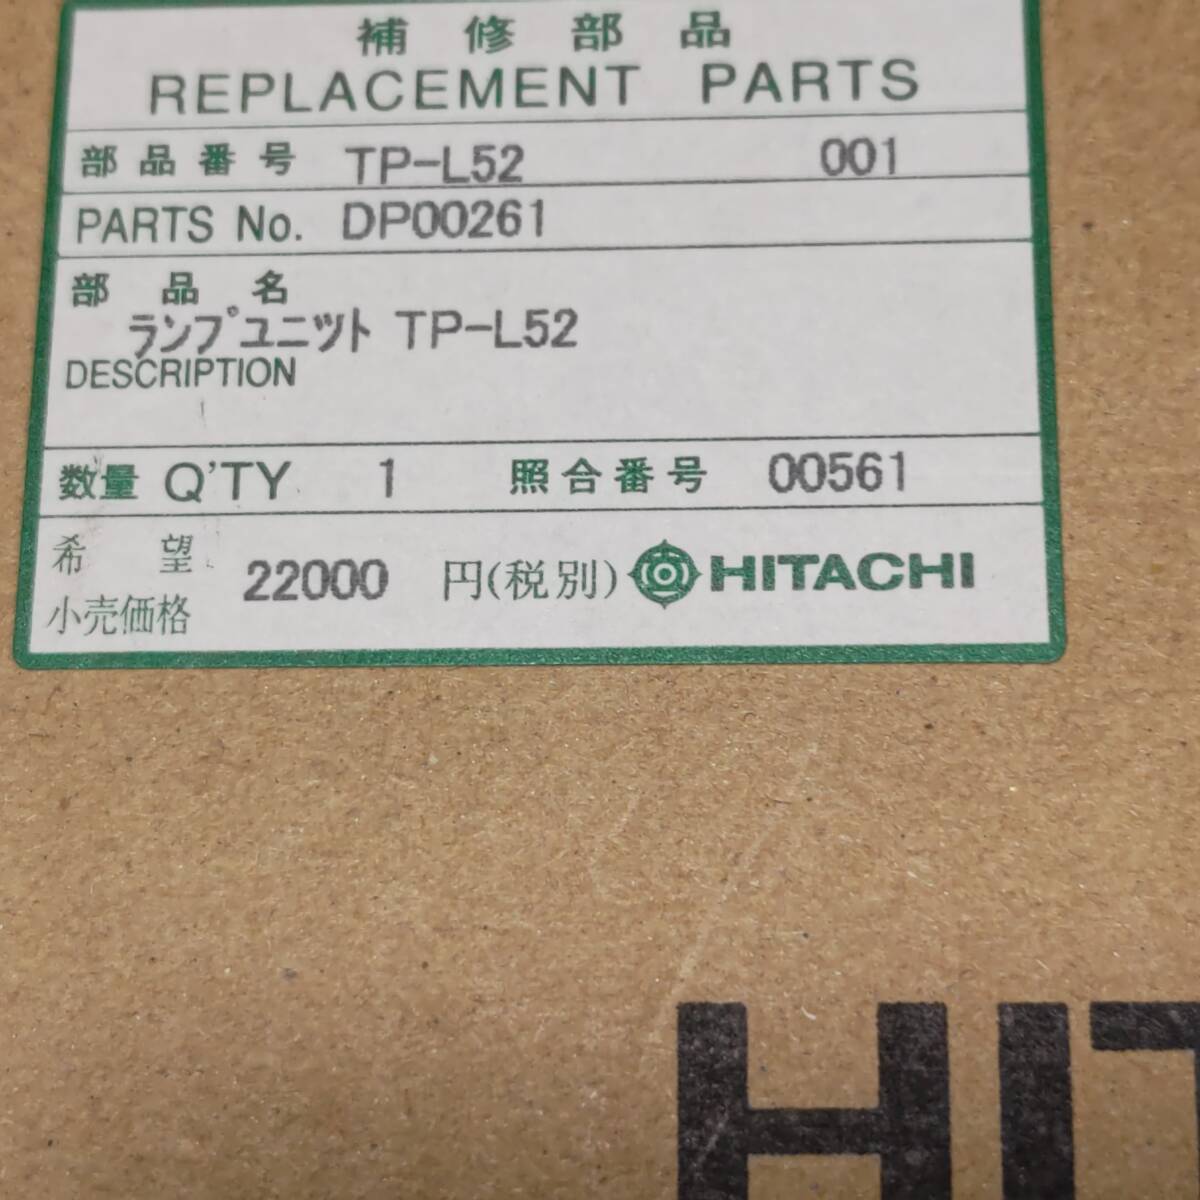 補修部品
REPLACEMENT PARTS
部品番号 TP-L52 001
PARTS No. DP00261
部品名
ランプユニット TP-L52
DESCRIPTION
数量 Q'TY 1 照合番号 00561
希望
小売価格 22000 円(税別) HITACHI
HIT